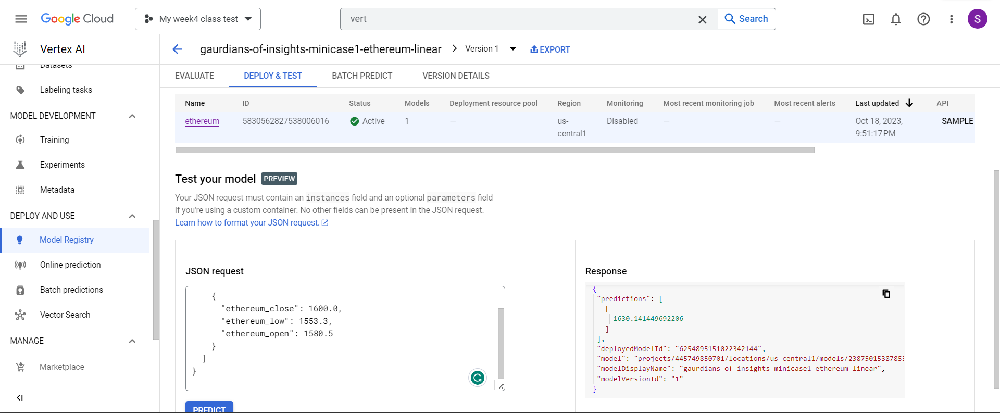 Google Cloud
My week4 class test
vert
Search
S
Vertex AI
gaurdians-of-insights-minicase1-ethereum-linear
Version 1
EXPORT
Datasets
Labeling tasks
MODEL DEVELOPMENT
Training
Experiments
Metadata
DEPLOY AND USE
Model Registry
Online prediction
Batch predictions
Vector Search
MANAGE
Marketplace
EVALUATE
DEPLOY & TEST
BATCH PREDICT
VERSION DETAILS
Name ID Status Models Deployment resource pool Region Monitoring Most recent monitoring job Most recent alerts Last updated API
ethereum 5830562827538006016 Active 1 — us- Disabled — — Oct 18, 2023, SAMPLE
central1 9:51:17 PM
Test your model PREVIEW
Your JSON request must contain an instances field and an optional parameters field
if you're using a custom container. No other fields can be present in the JSON request.
Learn how to format your JSON request.
JSON request
{
"ethereum_close": 1600.0,
"ethereum_low": 1553.3,
"ethereum_open": 1580.5
}
]
}
G
PREDICT
Response
{
"predictions": [
[
1630.141449692206
]
],
"deployedModelId": "6254895151022342144",
"model": "projects/445749850701/locations/us-central1/models/23875015387853
"modelDisplayName": "gaurdians-of-insights-minicase1-ethereum-linear",
"modelVersionId": "1"
}